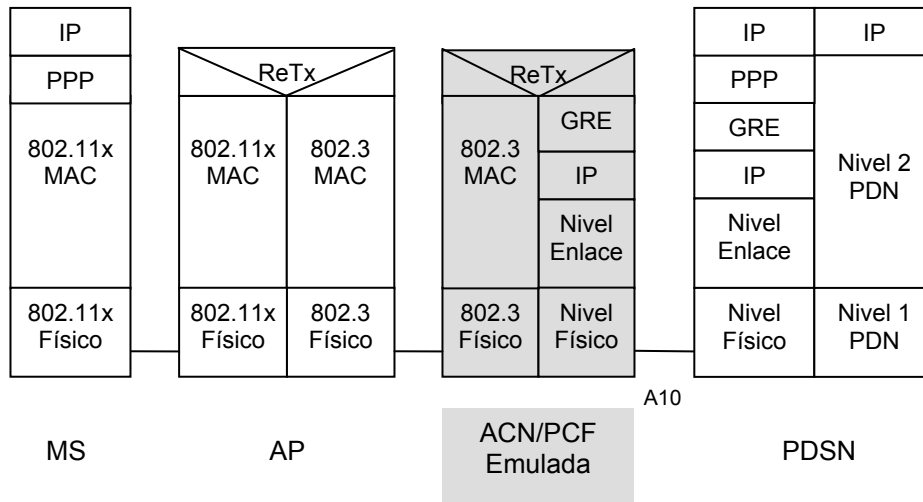 IP
PPP
802.11x
MAC
802.11x
Físico
MS
ReTx
802.11x
MAC
802.3
MAC
802.11x
Físico
802.3
Físico
AP
ReTx
802.3
MAC
GRE
IP
Nivel
Enlace
802.3
Físico
Nivel
Físico
ACN/PCF
Emulada
A10
IP
IP
PPP
GRE
IP
Nivel
Enlace
Nivel 2
PDN
Nivel
Físico
Nivel 1
PDN
PDSN